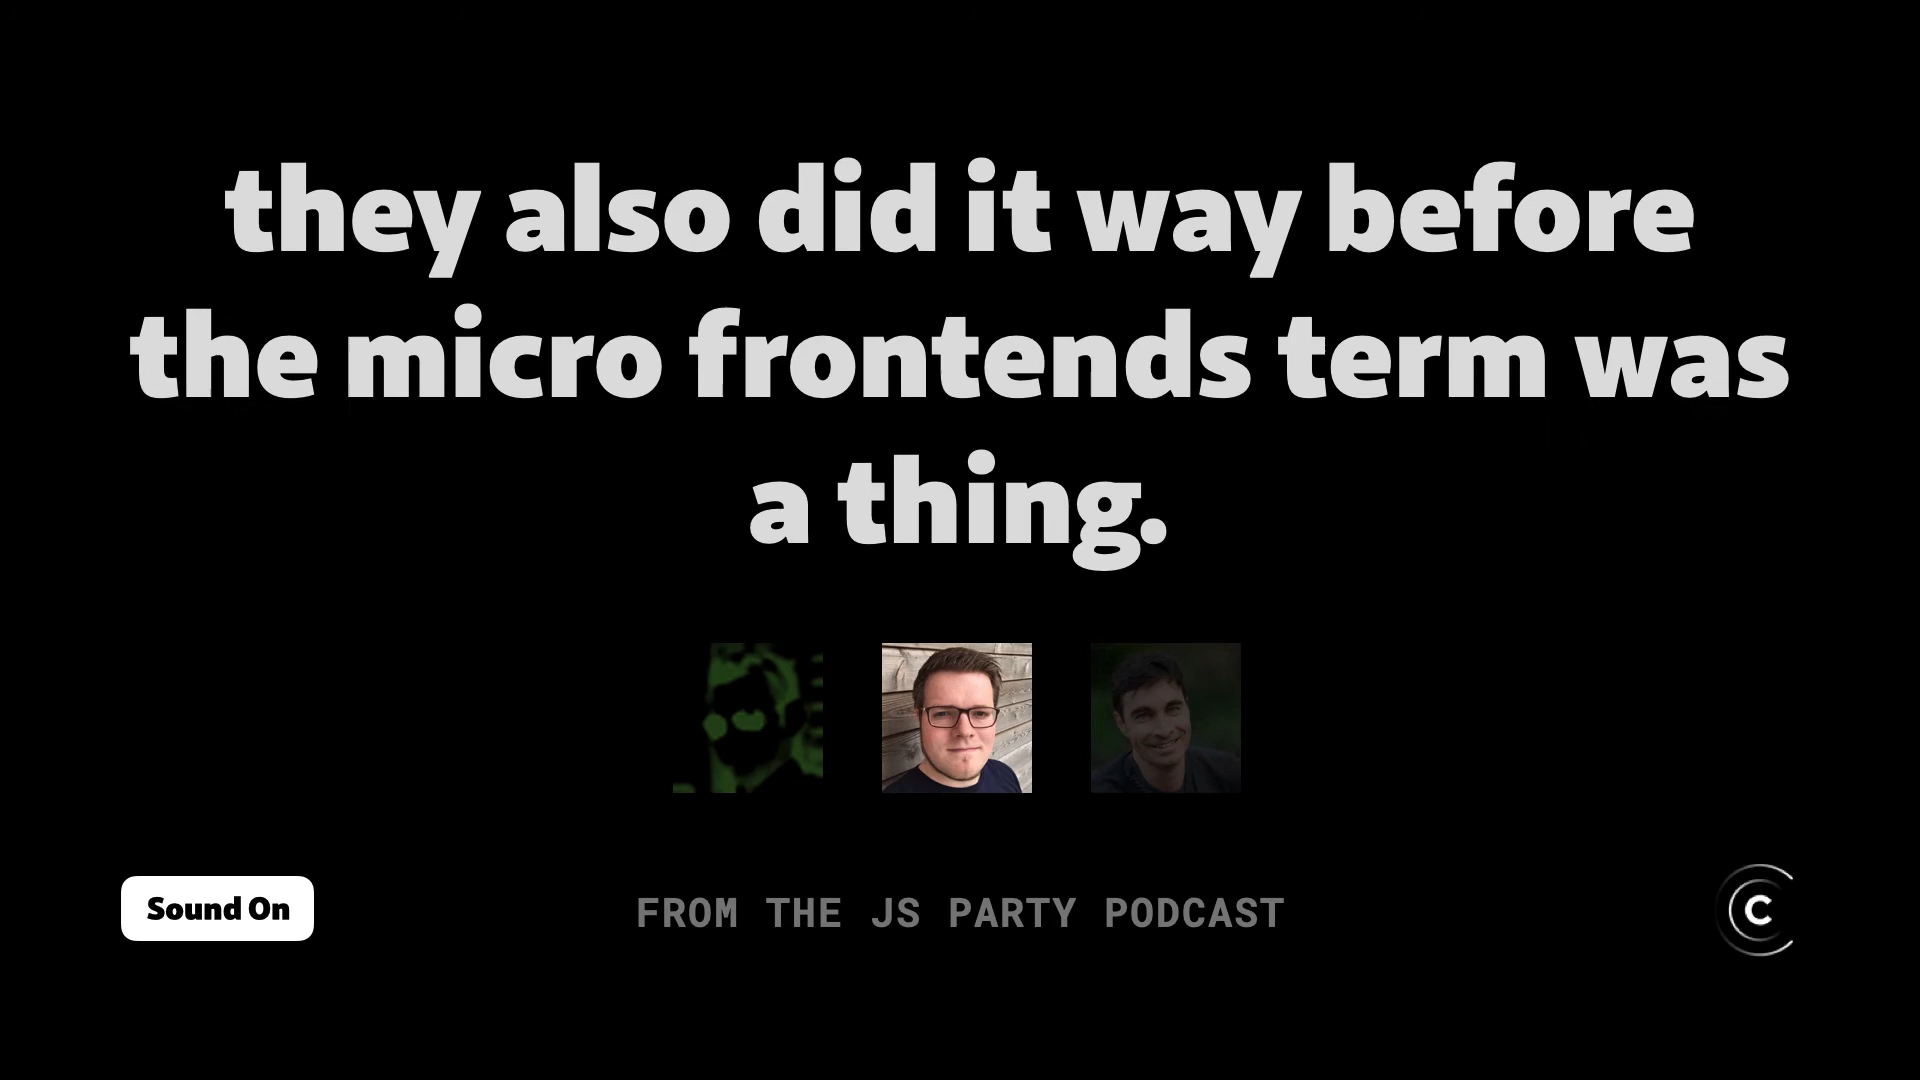 they also did it way before
the micro frontends term was
a thing.
Sound On
FROM THE JS PARTY PODCAST
C